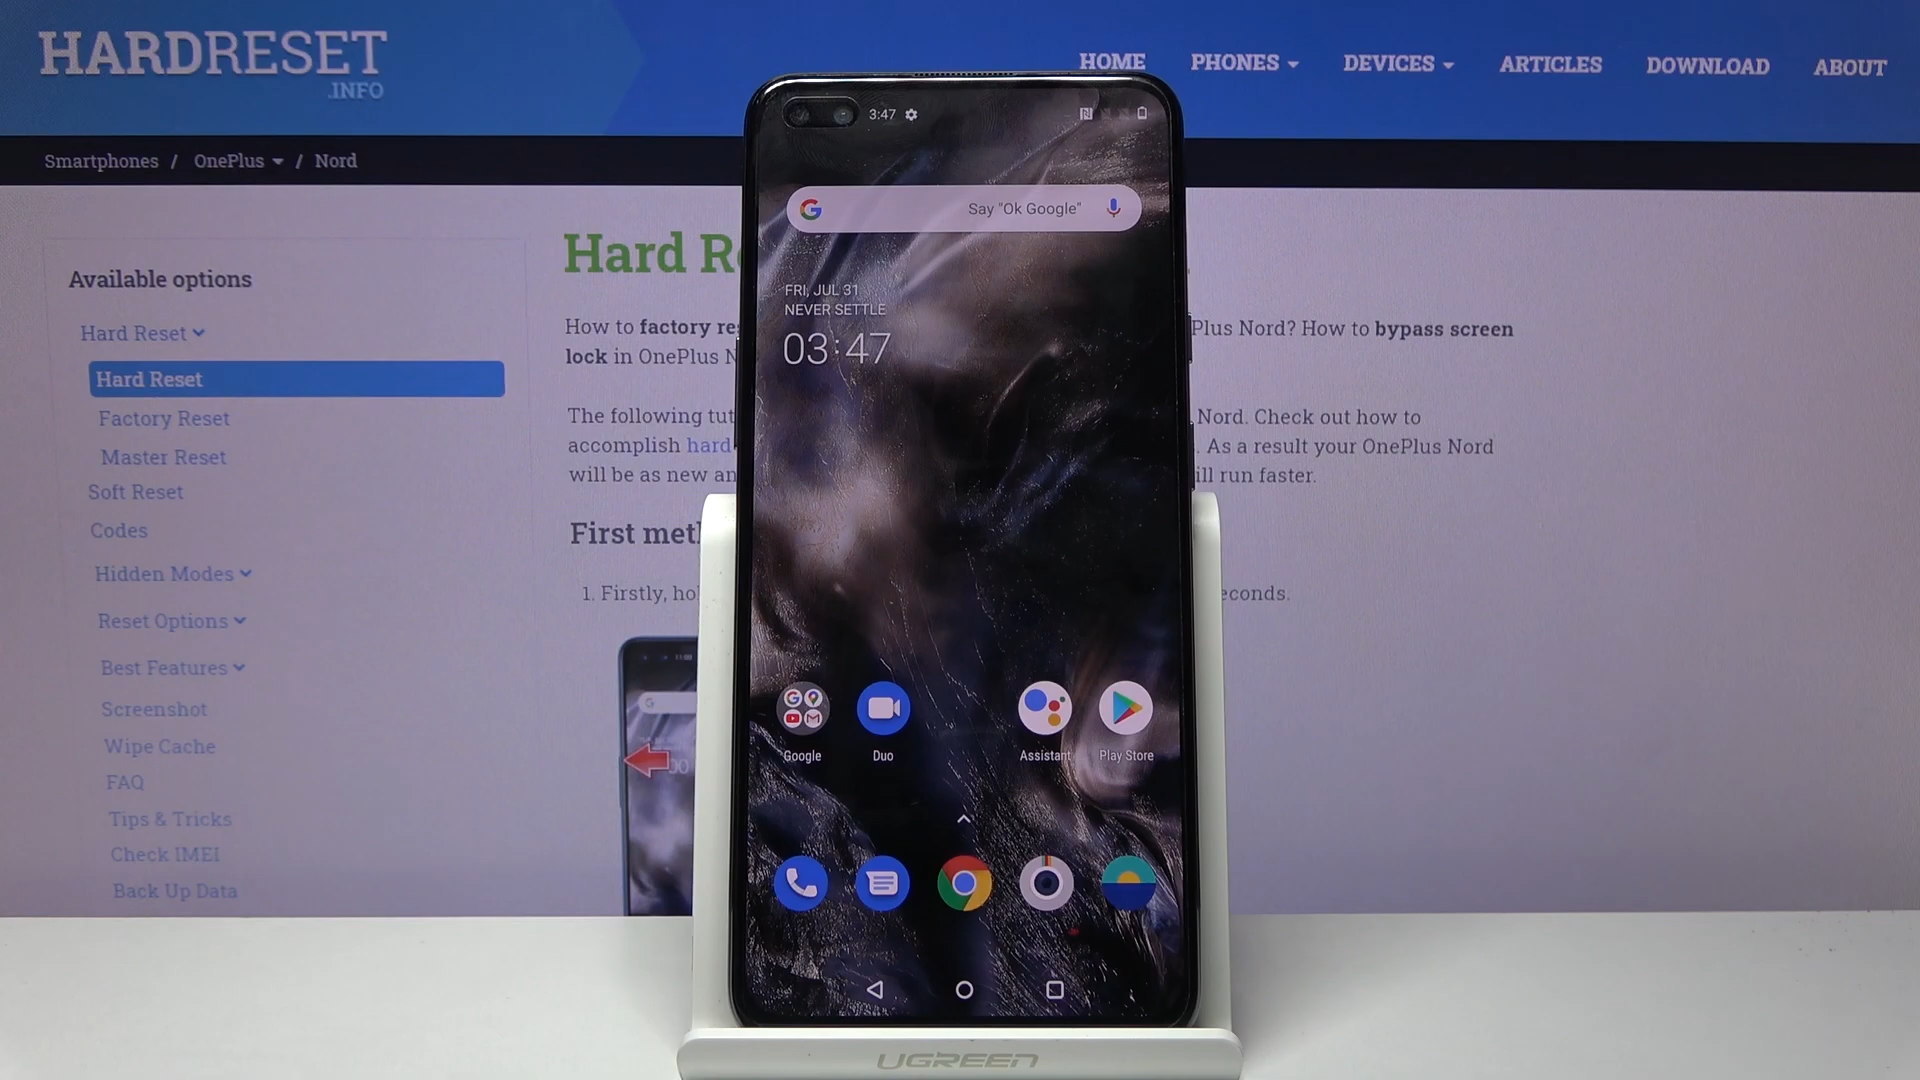 HARDRESET
.INFO
HOME PHONES DEVICES ARTICLES DOWNLOAD ABOUT
Smartphones / OnePlus / Nord
Available options
Hard Reset
Hard Reset
Factory Reset
Master Reset
Soft Reset
Codes
Hidden Modes
Reset Options
Best Features
Screenshot
Wipe Cache
FAQ
Tips & Tricks
Check IMEI
Back Up Data
Hard R
How to factory re Plus Nord? How to bypass screen
lock in OnePlus N
The following tut Nord. Check out how to
accomplish hard . As a result your OnePlus Nord
will be as new an ill run faster.
First met
1. Firstly, ho econds.
3:47
Say "Ok Google"
FRI, JUL 31
NEVER SETTLE
03:47
Google Duo Assistant Play Store
UGREEN